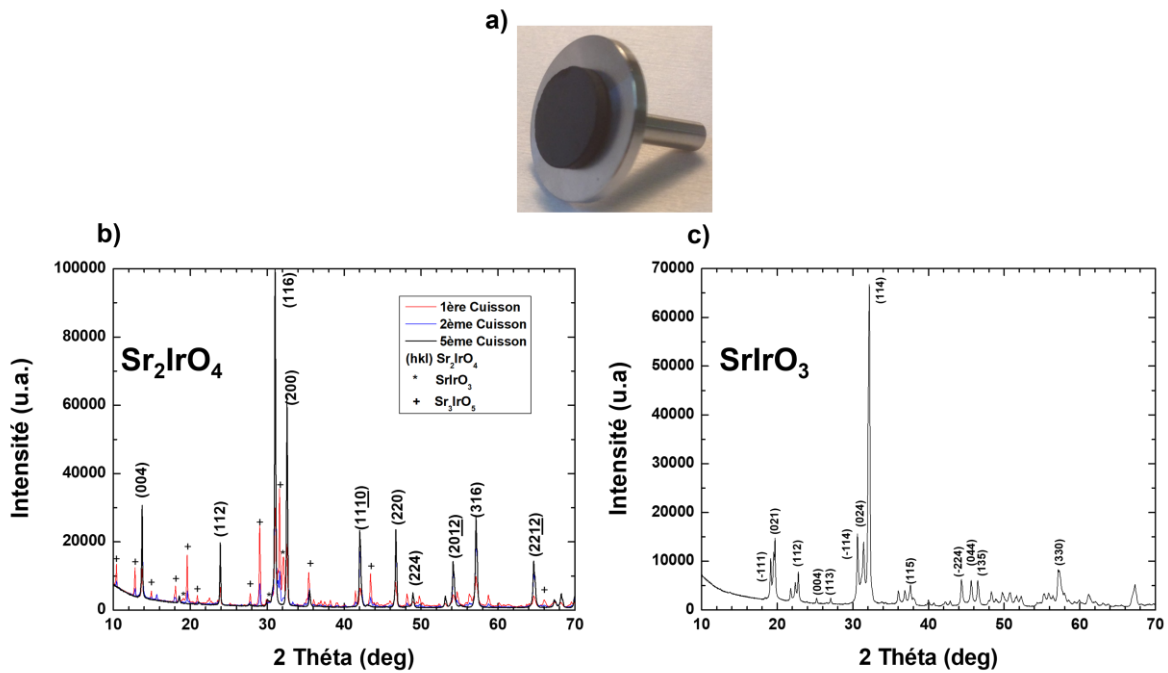 a)
b)
100000
80000
60000
40000
20000
0
10 20 30 40 50 60 70
Intensité (u.a.)
2 Théta (deg)
Sr₂IrO₄
1ère Cuisson
2ème Cuisson
5ème Cuisson
(hkl) Sr₂IrO₄
* SrIrO₃
+ Sr₃IrO₅
(004)
(112)
(116)
(200)
(1110)
(220)
(224)
(2012)
(316)
(2212)
c)
70000
60000
50000
40000
30000
20000
10000
0
10 20 30 40 50 60 70
Intensité (u.a)
2 Théta (deg)
SrIrO₃
(-111)
(021)
(112)
(004)
(113)
(-114)
(024)
(114)
(115)
(-224)
(044)
(135)
(330)